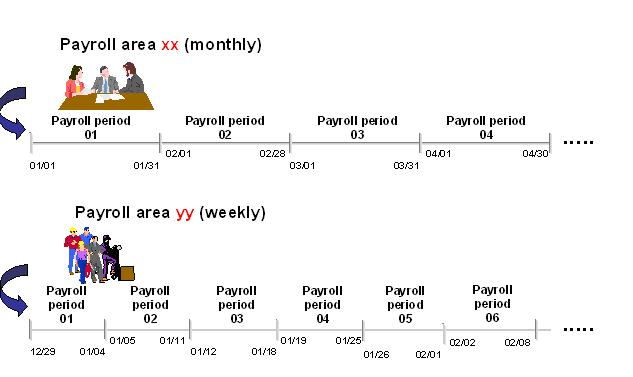 Payroll area xx (monthly)
Payroll period 01
Payroll period 02
Payroll period 03
Payroll period 04
01/01 01/31 02/01 02/28 03/01 03/31 04/01 04/30 .....
Payroll area yy (weekly)
Payroll period 01
Payroll period 02
Payroll period 03
Payroll period 04
Payroll period 05
Payroll period 06
12/29 01/04 01/05 01/11 01/12 01/18 01/19 01/25 01/26 02/01 02/02 02/08 .....